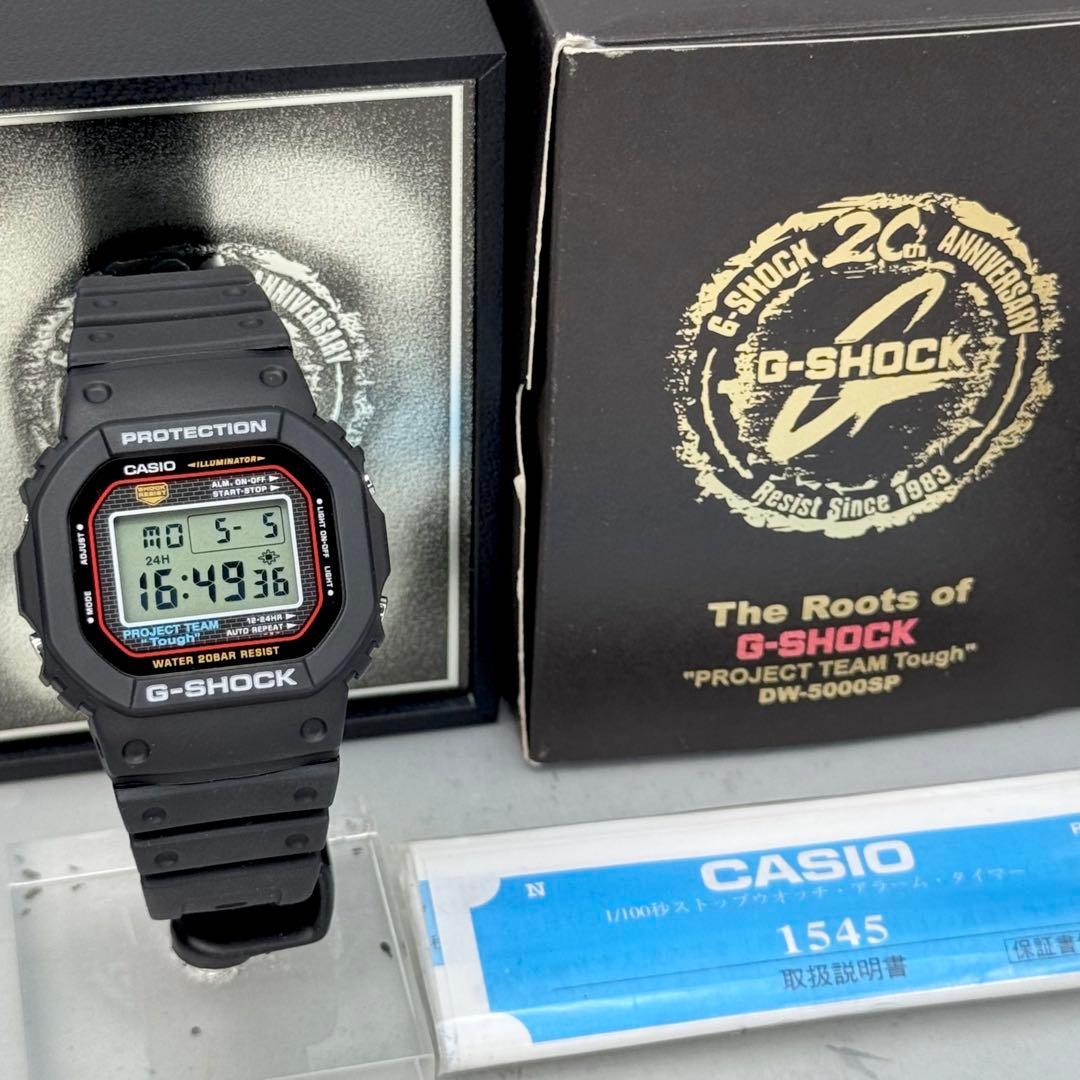 ANNIVERSARY
PROTECTION
CASIO
ILLUMINATOR
SHOCK
RESIST
ALM. ON•OFF
START•STOP
ADJUST
LIGHT ON•OFF
MO 5- 5
24H
16:49 36
MODE
LIGHT
PROJECT TEAM
"Tough"
12•24HR
AUTO REPEAT
WATER 20BAR RESIST
G-SHOCK
G-SHOCK 20th ANNIVERSARY
G-SHOCK
Resist Since 1983
The Roots of
G-SHOCK
"PROJECT TEAM Tough"
DW-5000SP
N
CASIO
1/100秒ストップウオッチ・アラーム・タイマー
1545
取扱説明書
保証書